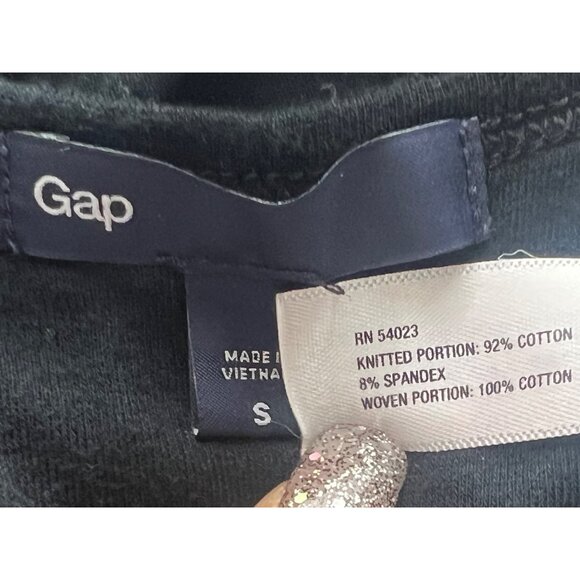 Gap
MADE I
VIETNA
S
RN 54023
KNITTED PORTION: 92% COTTON
8% SPANDEX
WOVEN PORTION: 100% COTTON